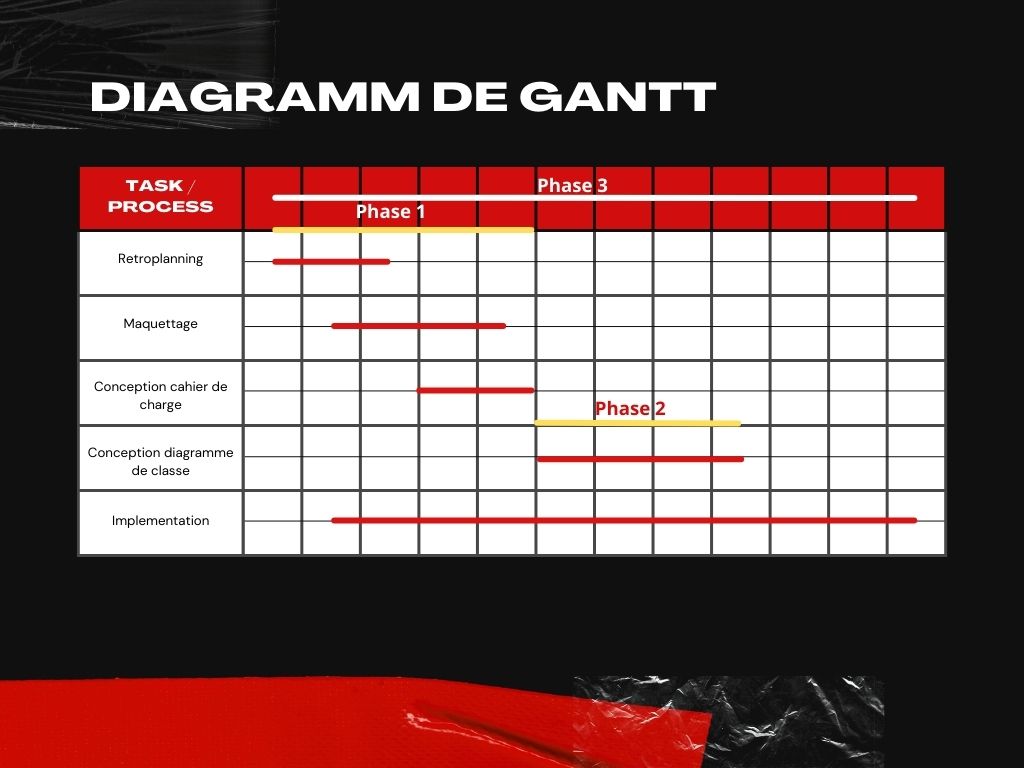 DIAGRAMM DE GANTT
TASK /
PROCESS
Phase 3
Phase 1
Retroplanning
Maquettage
Conception cahier de
charge
Phase 2
Conception diagramme
de classe
Implementation